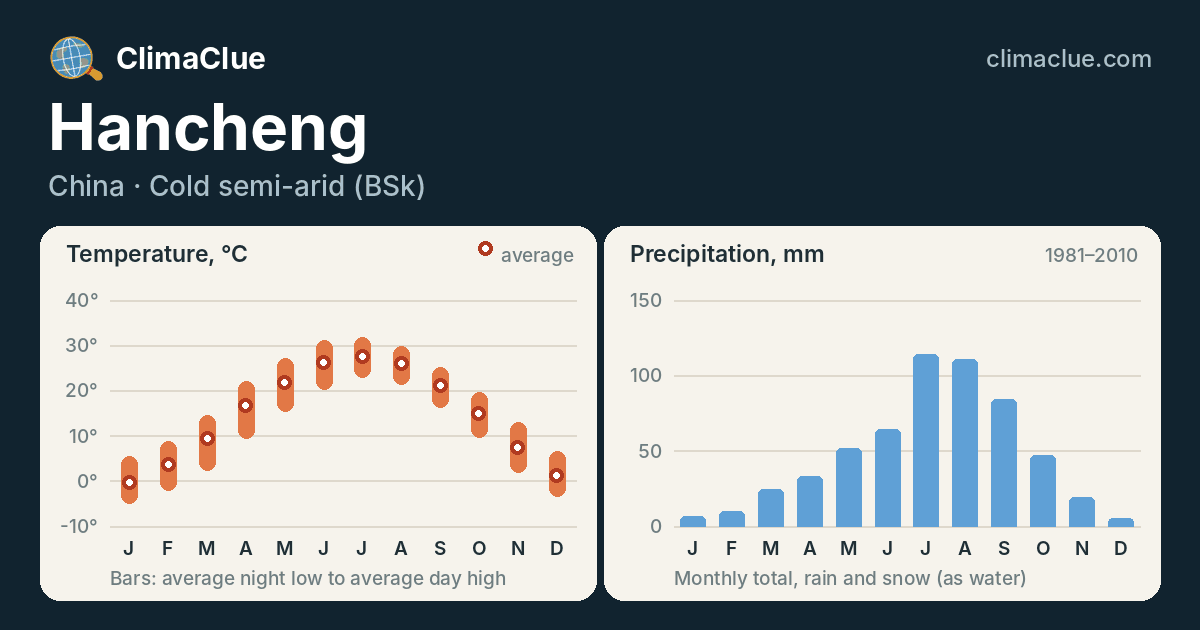 ClimaClue
climaclue.com
Hancheng
China · Cold semi-arid (BSk)
Temperature, °C
average
40°
30°
20°
10°
0°
-10°
J F M A M J J A S O N D
Bars: average night low to average day high
Precipitation, mm
1981–2010
150
100
50
0
J F M A M J J A S O N D
Monthly total, rain and snow (as water)